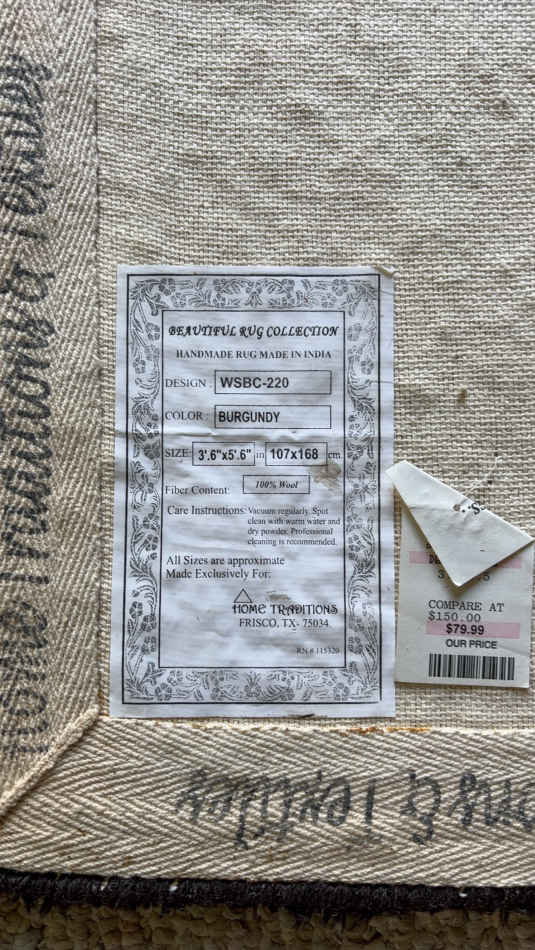 BEAUTIFUL RUG COLLECTION
HANDMADE RUG MADE IN INDIA
DESIGN : WSBC-220
COLOR : BURGUNDY
SIZE: 3'.6"x5'.6" in 107x168 cm.
Fiber Content: 100% Wool
Care Instructions: Vacuum regularly. Spot
clean with warm water and
dry powder. Professional
cleaning is recommended.
All Sizes are approximate
Made Exclusively For:
HOME TRADITIONS
FRISCO, TX- 75034
RN # 115320
COMPARE AT
$150.00
$79.99
OUR PRICE